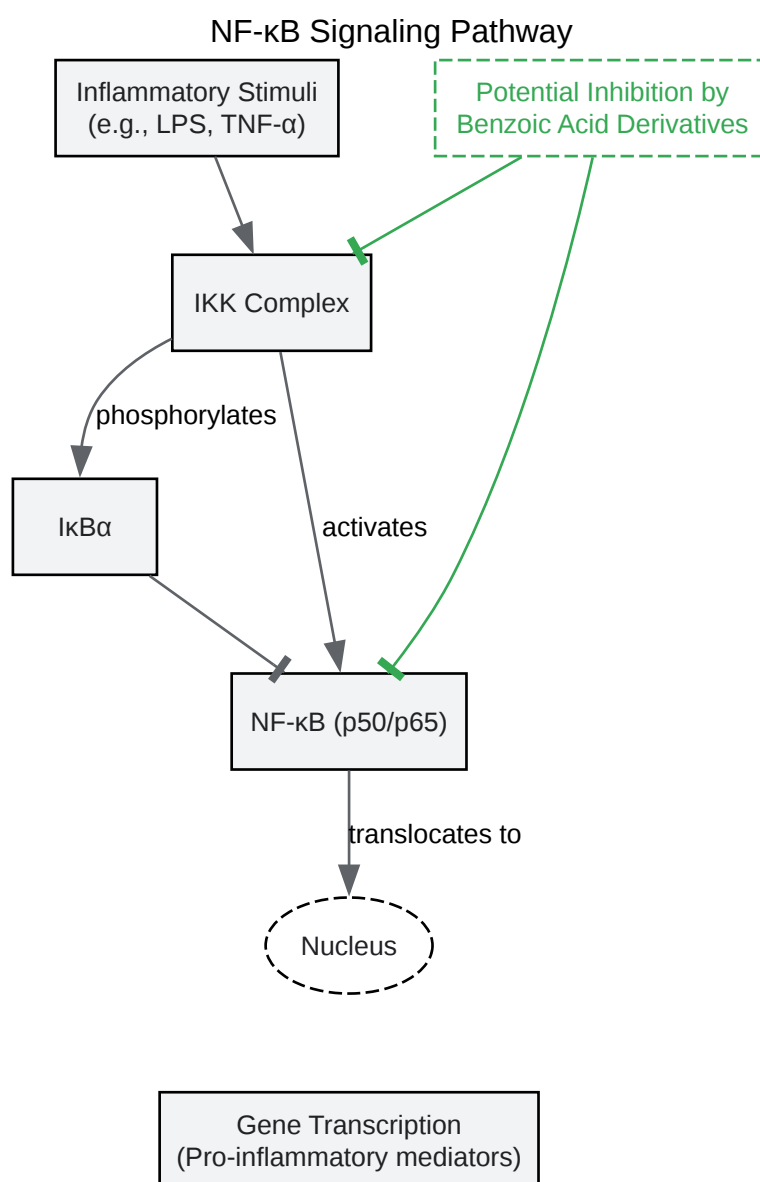 NF-κB Signaling Pathway
Inflammatory Stimuli
(e.g., LPS, TNF-α)
Potential Inhibition by
Benzoic Acid Derivatives
IKK Complex
phosphorylates
IκBα
activates
NF-κB (p50/p65)
translocates to
Nucleus
Gene Transcription
(Pro-inflammatory mediators)